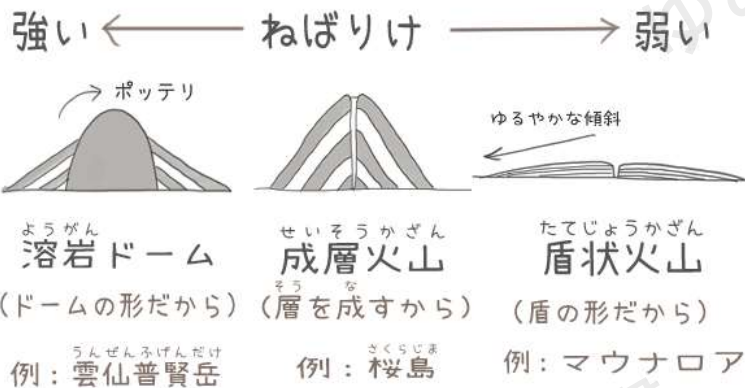 強い ← ねばりけ → 弱い
ポッテリ
ゆるやかな傾斜
ようがん
溶岩ドーム
(ドームの形だから)
例:雲仙普賢岳
うんぜんふげんだけ
せいそうかざん
成層火山
そう な
(層を成すから)
さくらじま
例:桜島
たてじょうかざん
盾状火山
(盾の形だから)
例:マウナロア